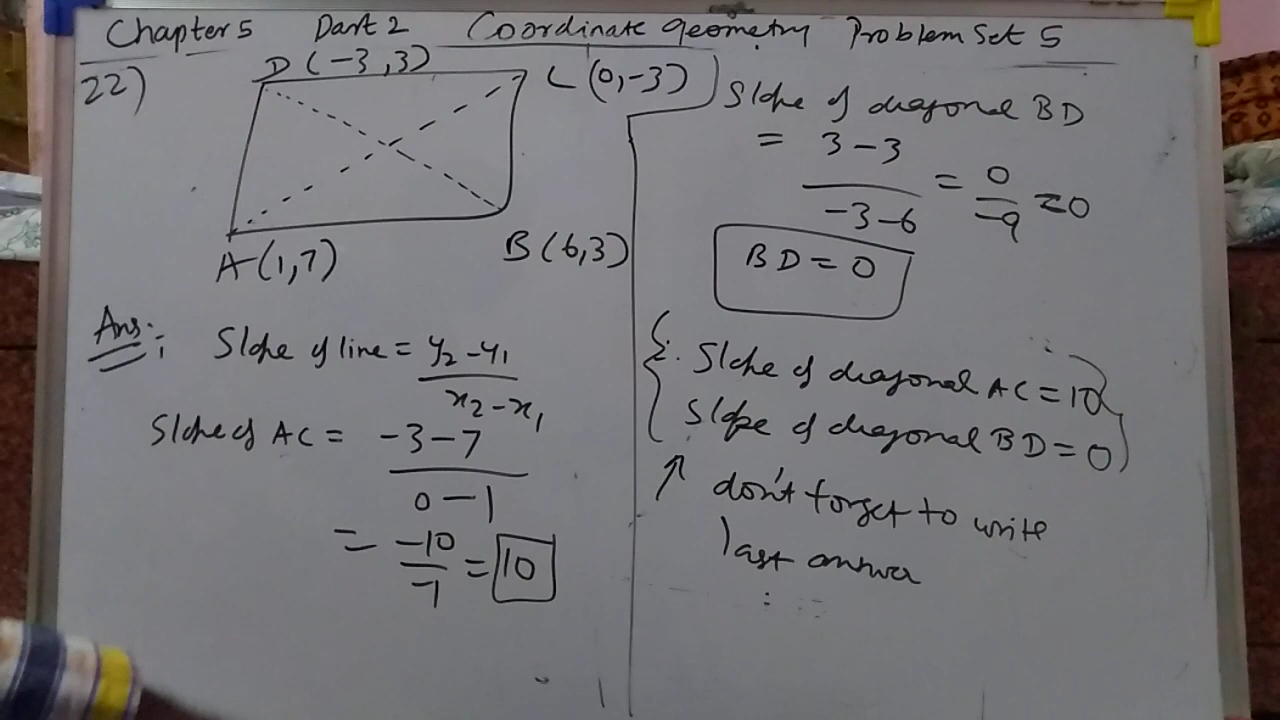 Chapter 5 Part 2 Coordinate geometry Problem Set 5
22)
D (-3,3)
C (0,-3)
A (1,7)
B (6,3)
Ans:
Slope of line = y2 - y1
x2 - x1
Slope of AC = -3 - 7
0 - 1
= -10
-1
= 10
Slope of diagonal BD
= 3 - 3
-3 - 6
= 0
-9
= 0
BD = 0
Slope of diagonal AC = 10
Slope of diagonal BD = 0
↑ don't forget to write
last answer